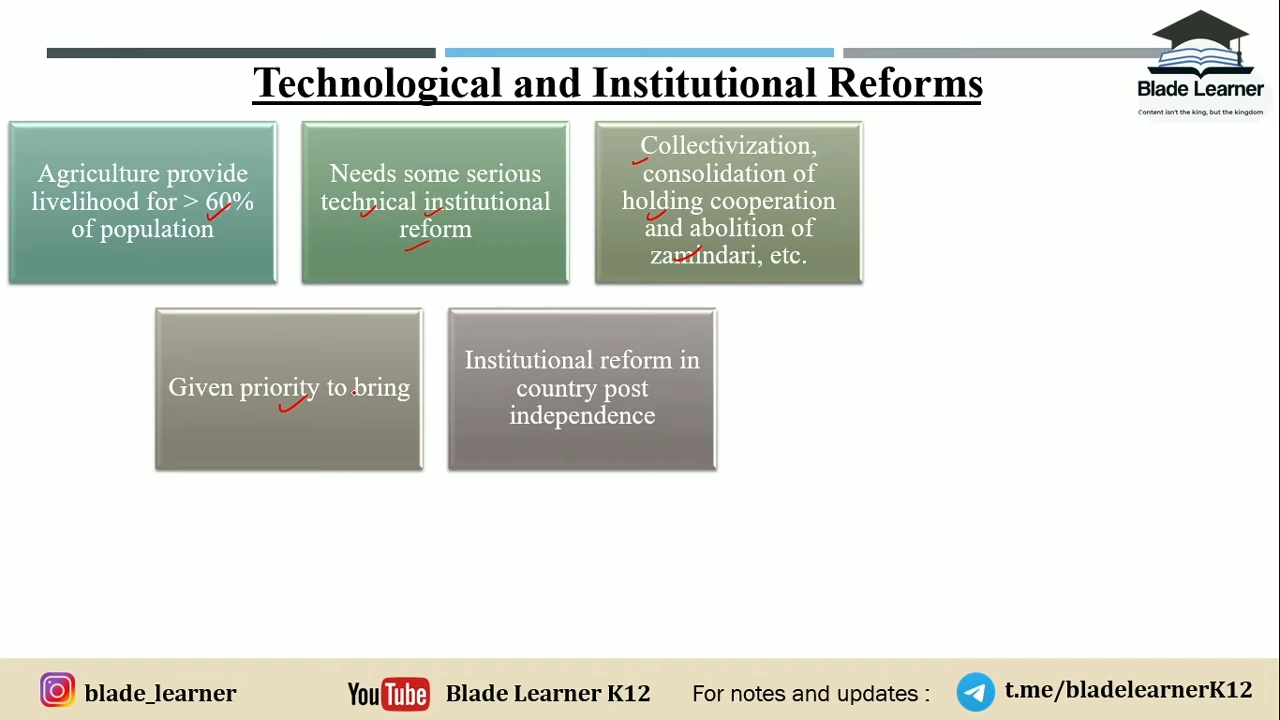 Blade Learner
Content isn't the king, but the kingdom
Technological and Institutional Reforms
Agriculture provide
livelihood for > 60%
of population
Needs some serious
technical institutional
reform
Collectivization,
consolidation of
holding cooperation
and abolition of
zamindari, etc.
Given priority to bring
Institutional reform in
country post
independence
blade_learner
YouTube
Blade Learner K12
For notes and updates :
t.me/bladelearnerK12